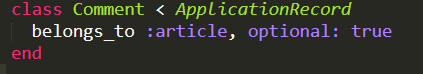 class Comment < ApplicationRecord
  belongs_to :article, optional: true
end